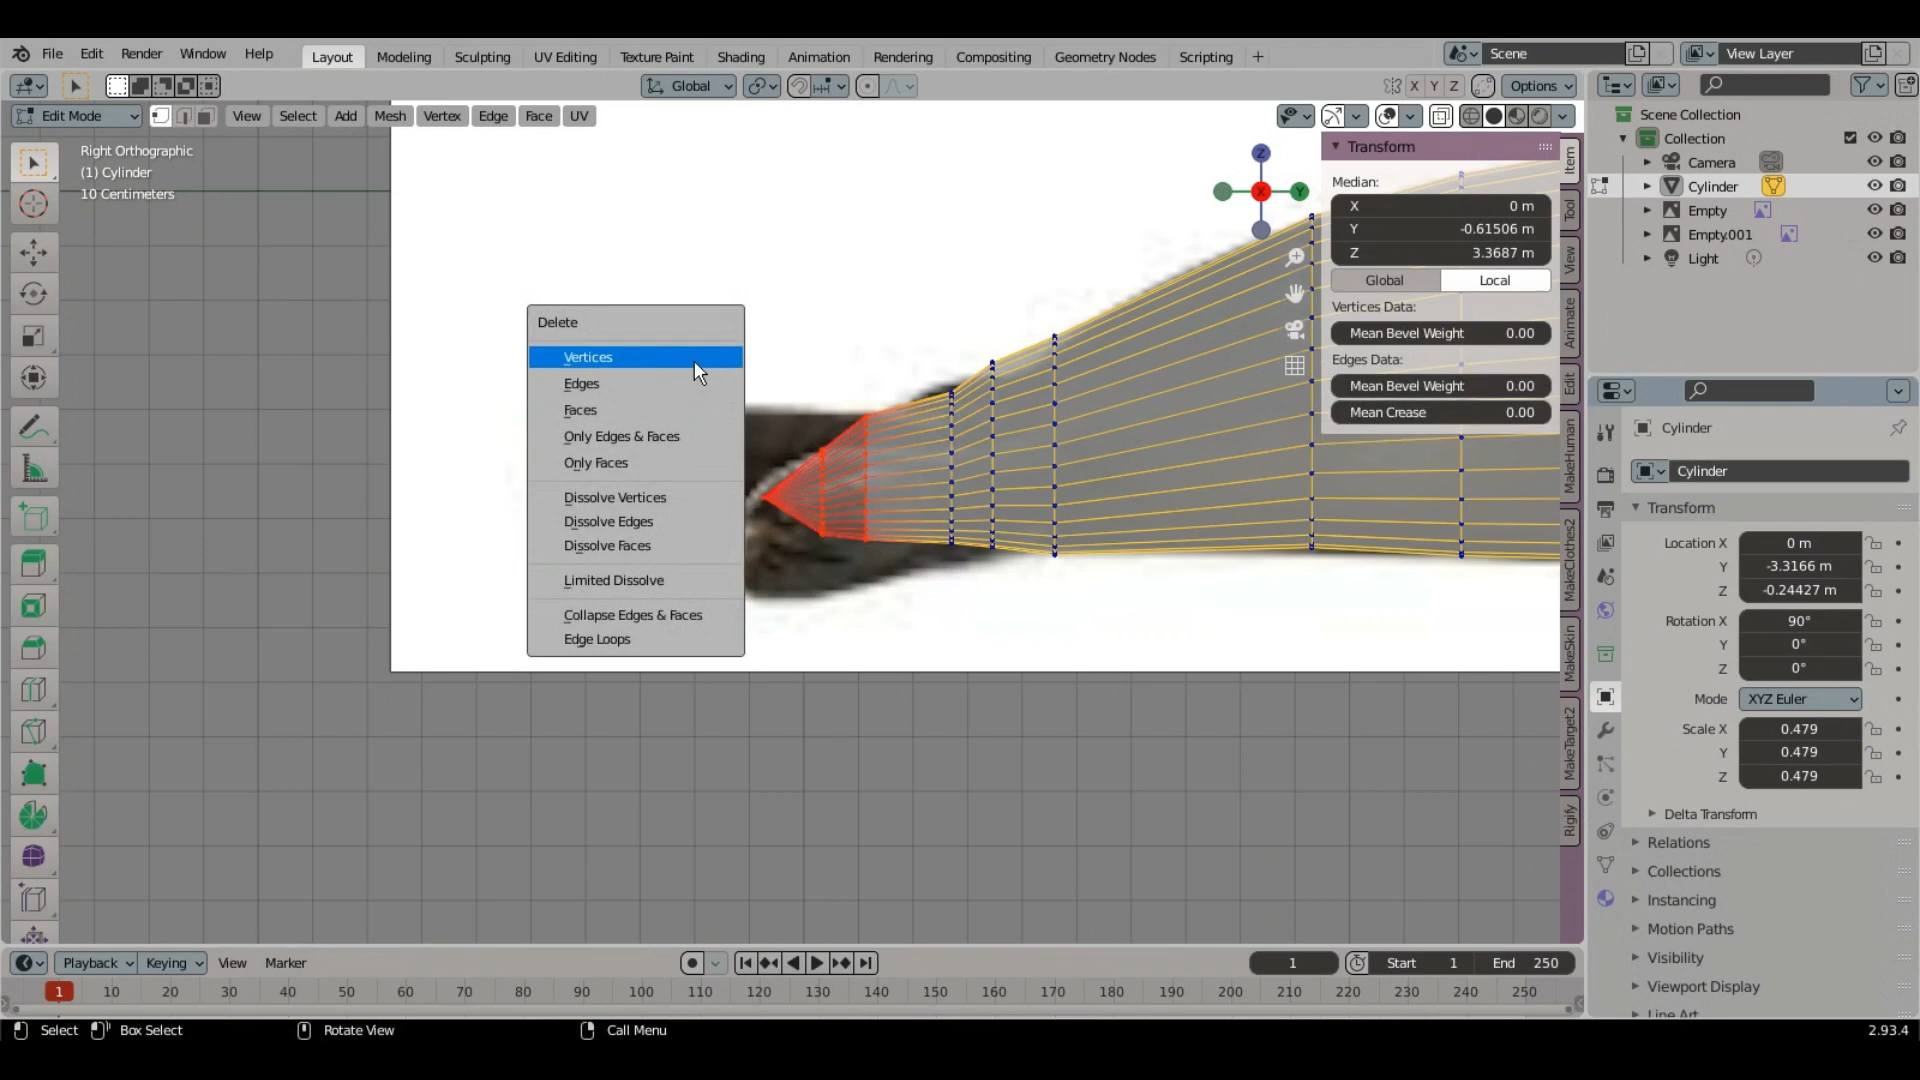 File Edit Render Window Help Layout Modeling Sculpting UV Editing Texture Paint Shading Animation Rendering Compositing Geometry Nodes Scripting + Scene View Layer
Global X Y Z Options
Edit Mode View Select Add Mesh Vertex Edge Face UV
Right Orthographic
(1) Cylinder
10 Centimeters
Z
X
Y
Transform
Median:
X 0 m
Y -0.61506 m
Z 3.3687 m
Global Local
Vertices Data:
Mean Bevel Weight 0.00
Edges Data:
Mean Bevel Weight 0.00
Mean Crease 0.00
Item
Tool
View
Animate
Edit
MakeHuman
MakeClothes2
MakeSkin
MakeTarget2
Rigify
Delete
Vertices
Edges
Faces
Only Edges & Faces
Only Faces
Dissolve Vertices
Dissolve Edges
Dissolve Faces
Limited Dissolve
Collapse Edges & Faces
Edge Loops
Scene Collection
Collection
Camera
Cylinder
Empty
Empty.001
Light
Cylinder
Cylinder
Transform
Location X 0 m
Y -3.3166 m
Z -0.24427 m
Rotation X 90°
Y 0°
Z 0°
Mode XYZ Euler
Scale X 0.479
Y 0.479
Z 0.479
Delta Transform
Relations
Collections
Instancing
Motion Paths
Visibility
Viewport Display
Line Art
Playback Keying View Marker 1 Start 1 End 250
1 10 20 30 40 50 60 70 80 90 100 110 120 130 140 150 160 170 180 190 200 210 220 230 240 250
Select Box Select Rotate View Call Menu 2.93.4